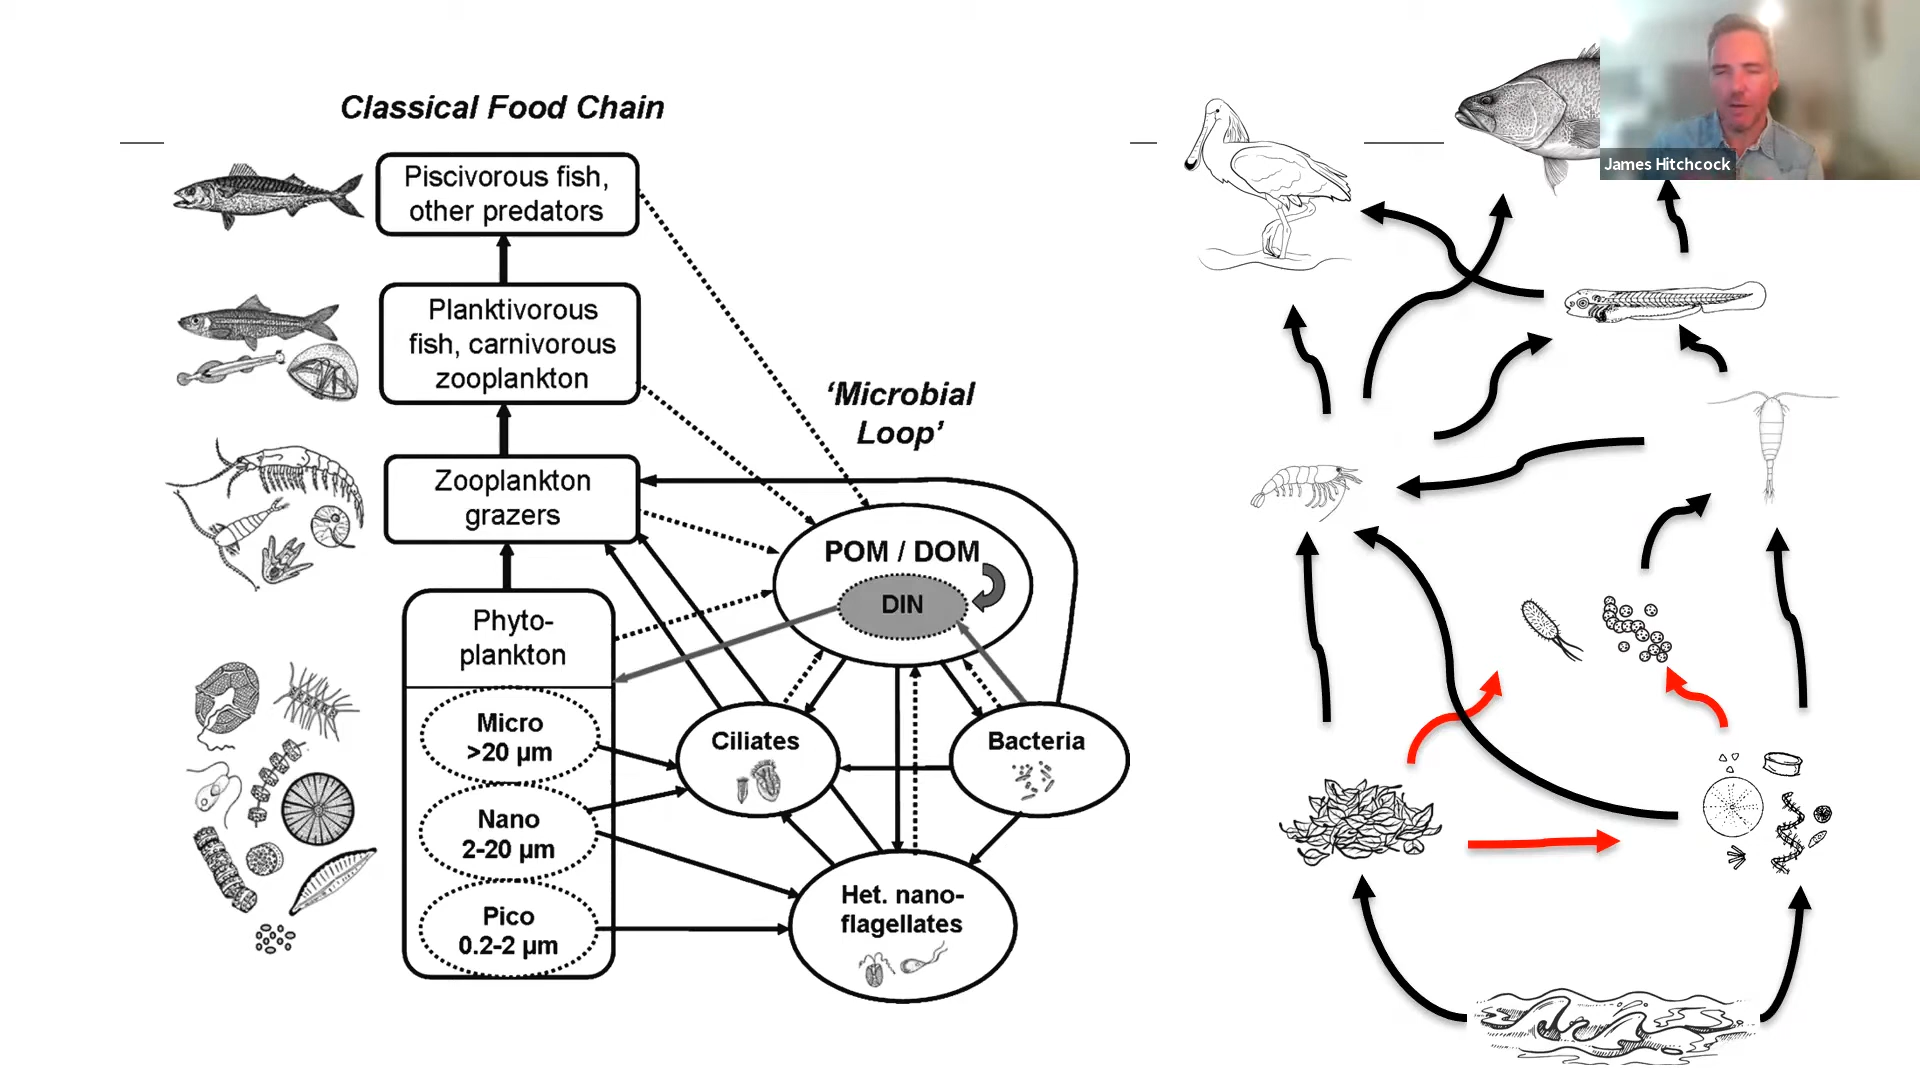 Classical Food Chain
Piscivorous fish,
other predators
Planktivorous
fish, carnivorous
zooplankton
Zooplankton
grazers
Phyto-
plankton
Micro
>20 µm
Nano
2-20 µm
Pico
0.2-2 µm
‘Microbial
Loop’
POM / DOM
DIN
Ciliates
Bacteria
Het. nano-
flagellates
James Hitchcock